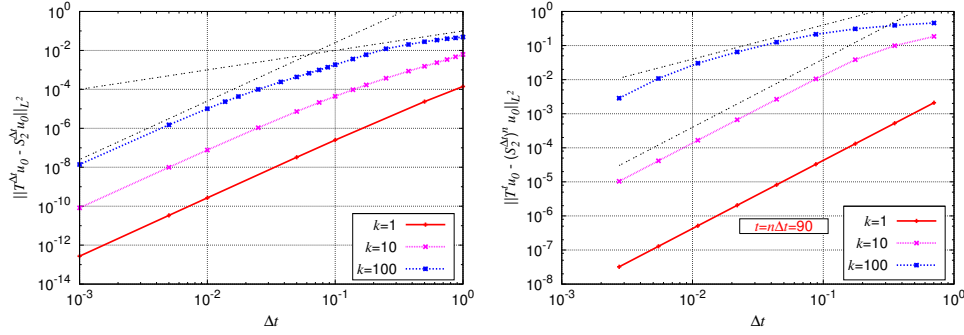 ||T^Δt u_0 - S_2^Δt u_0||_L^2
10^0
10^-2
10^-4
10^-6
10^-8
10^-10
10^-12
10^-14
10^-3
10^-2
10^-1
10^0
Δt
k=1
k=10
k=100
||T^t u_0 - (S_2^Δt)^n u_0||_L^2
10^0
10^-1
10^-2
10^-3
10^-4
10^-5
10^-6
10^-7
10^-8
10^-3
10^-2
10^-1
10^0
Δt
t=nΔt=90
k=1
k=10
k=100